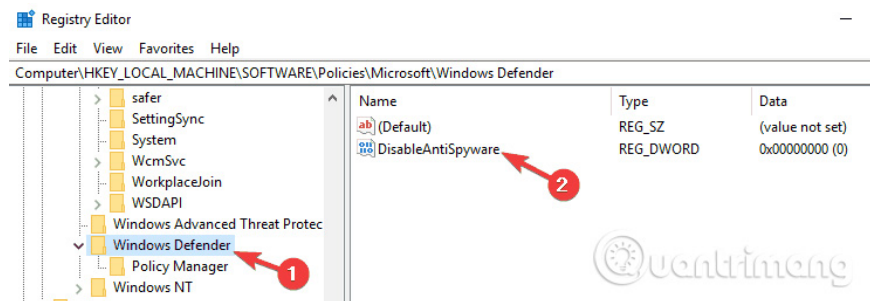 Registry Editor
File Edit View Favorites Help
Computer\HKEY_LOCAL_MACHINE\SOFTWARE\Policies\Microsoft\Windows Defender
safer
SettingSync
System
WcmSvc
WorkplaceJoin
WSDAPI
Windows Advanced Threat Protec
Windows Defender
Policy Manager
Windows NT
1
Name Type Data
ab (Default) REG_SZ (value not set)
DisableAntiSpyware REG_DWORD 0x00000000 (0)
2
Quantrimang